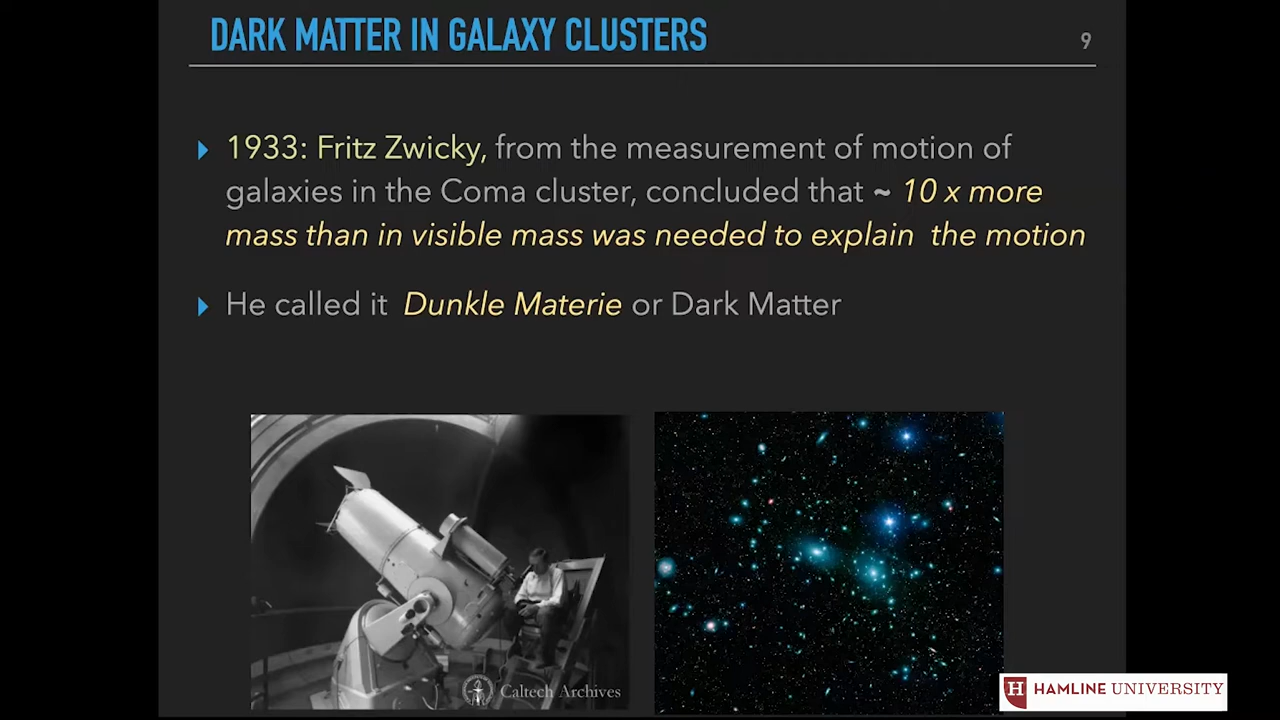 DARK MATTER IN GALAXY CLUSTERS
9
1933: Fritz Zwicky, from the measurement of motion of
galaxies in the Coma cluster, concluded that ~ 10 x more
mass than in visible mass was needed to explain the motion
He called it Dunkle Materie or Dark Matter
Caltech Archives
H HAMLINE UNIVERSITY